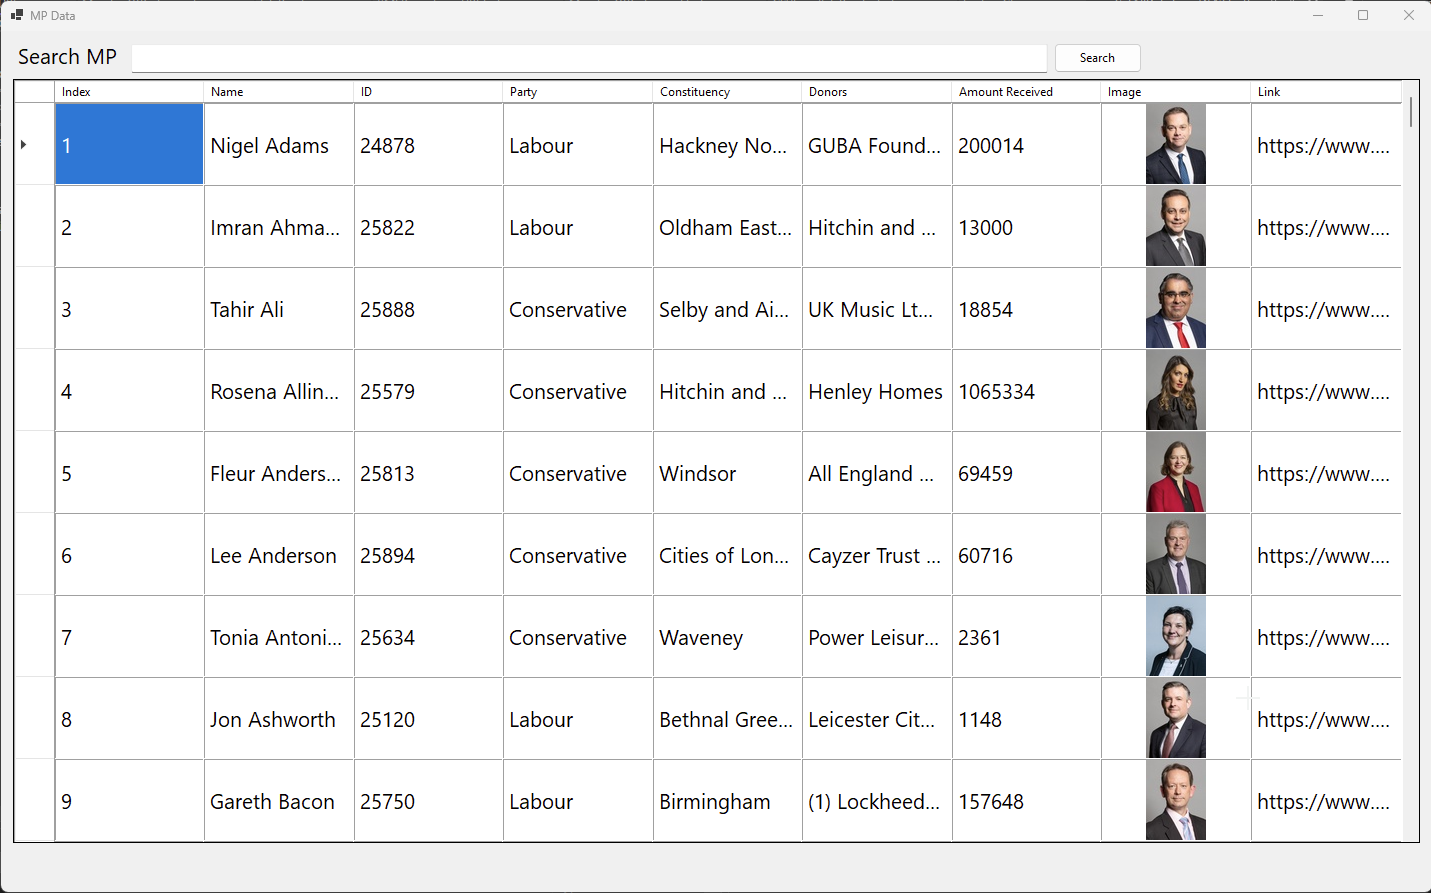 MP Data
Search MP Search
Index Name ID Party Constituency Donors Amount Received Image Link
1 Nigel Adams 24878 Labour Hackney No... GUBA Found... 200014 https://www....
2 Imran Ahma... 25822 Labour Oldham East... Hitchin and ... 13000 https://www....
3 Tahir Ali 25888 Conservative Selby and Ai... UK Music Lt... 18854 https://www....
4 Rosena Allin... 25579 Conservative Hitchin and ... Henley Homes 1065334 https://www....
5 Fleur Anders... 25813 Conservative Windsor All England ... 69459 https://www....
6 Lee Anderson 25894 Conservative Cities of Lon... Cayzer Trust ... 60716 https://www....
7 Tonia Antoni... 25634 Conservative Waveney Power Leisur... 2361 https://www....
8 Jon Ashworth 25120 Labour Bethnal Gree... Leicester Cit... 1148 https://www....
9 Gareth Bacon 25750 Labour Birmingham (1) Lockheed... 157648 https://www....